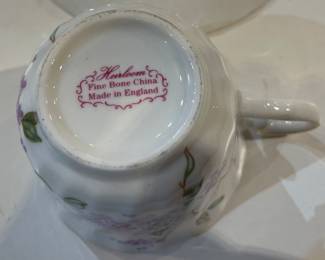 Heirloom
Fine Bone China
Made in England